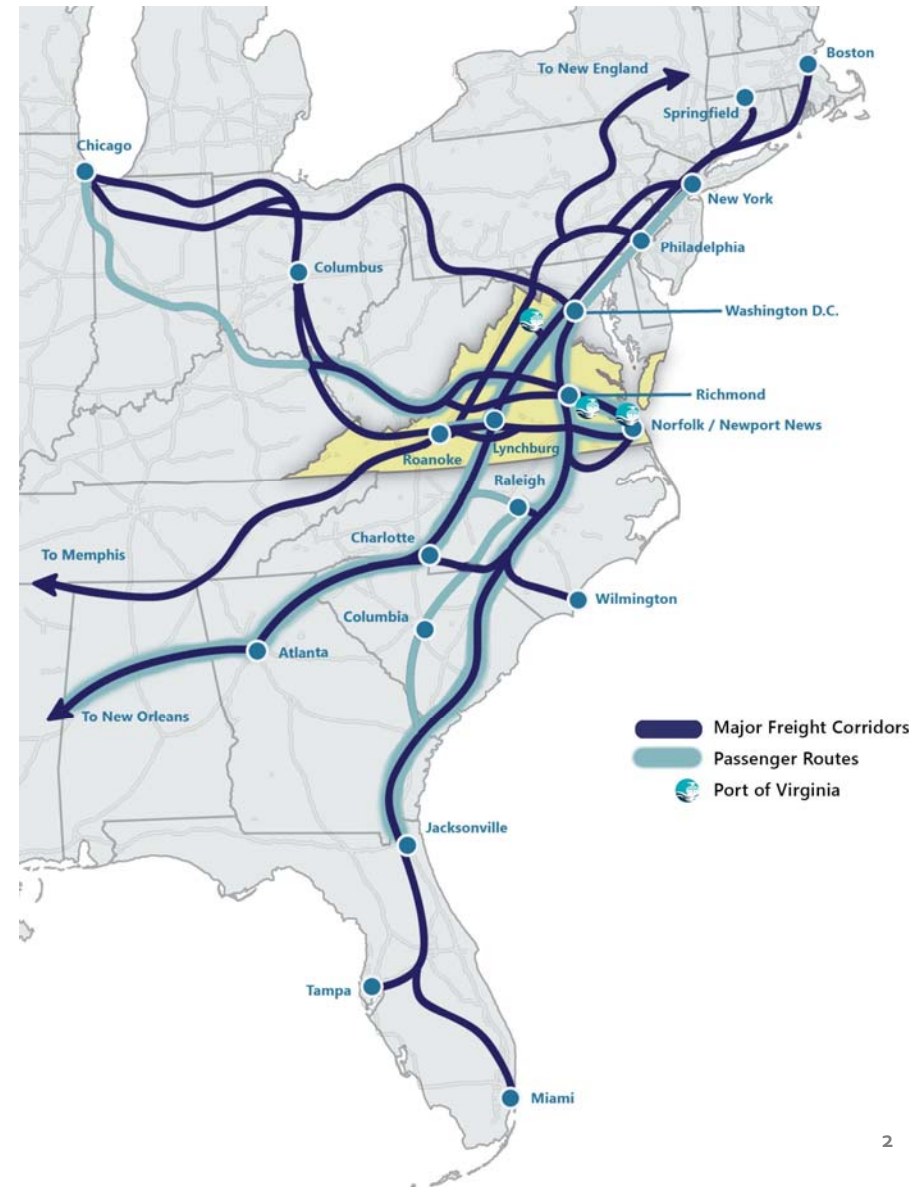 Boston
To New England
Springfield
Chicago
New York
Philadelphia
Columbus
Washington D.C.
Richmond
Norfolk / Newport News
Lynchburg
Roanoke
Raleigh
Charlotte
To Memphis
Wilmington
Columbia
Atlanta
To New Orleans
Major Freight Corridors
Passenger Routes
Port of Virginia
Jacksonville
Tampa
Miami
2